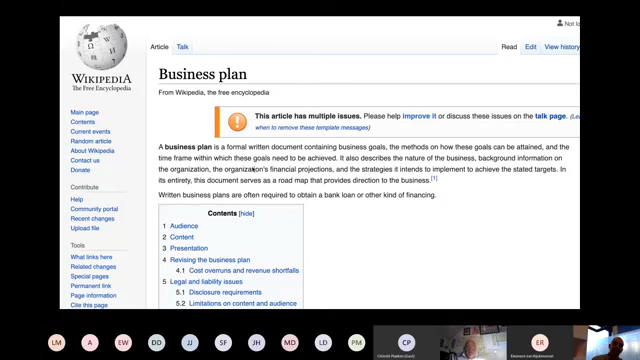 Not lo
WIKIPEDIA
The Free Encyclopedia
Main page
Contents
Current events
Random article
About Wikipedia
Contact us
Donate
Contribute
Help
Community portal
Recent changes
Upload file
Tools
What links here
Related changes
Special pages
Permanent link
Page information
Cite this page
Article Talk Read Edit View history
Business plan
From Wikipedia, the free encyclopedia
This article has multiple issues. Please help improve it or discuss these issues on the talk page. (Lea
when to remove these template messages)
A business plan is a formal written document containing business goals, the methods on how these goals can be attained, and the
time frame within which these goals need to be achieved. It also describes the nature of the business, background information on
the organization, the organization's financial projections, and the strategies it intends to implement to achieve the stated targets. In
its entirety, this document serves as a road map that provides direction to the business.[1]
Written business plans are often required to obtain a bank loan or other kind of financing.
Contents [hide]
1 Audience
2 Content
3 Presentation
4 Revising the business plan
4.1 Cost overruns and revenue shortfalls
5 Legal and liability issues
5.1 Disclosure requirements
5.2 Limitations on content and audience
LM A EW DD JJ SF JH MD LD PM CP ER